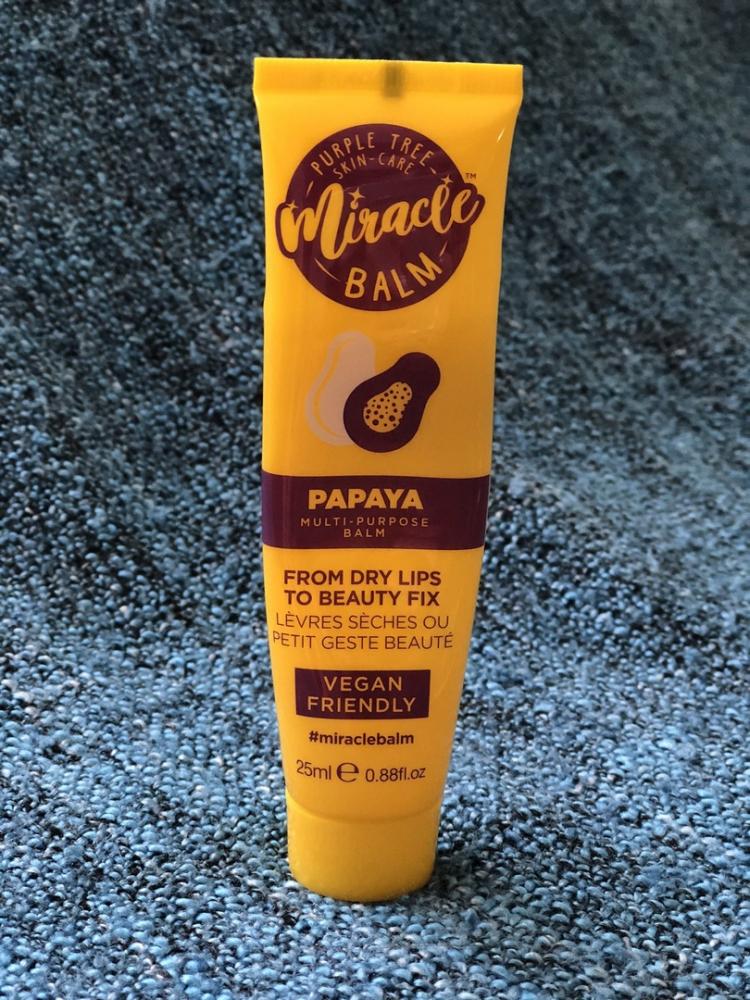 PURPLE TREE
SKIN-CARE
Miracle™
BALM
PAPAYA
MULTI-PURPOSE
BALM
FROM DRY LIPS
TO BEAUTY FIX
LÈVRES SÈCHES OU
PETIT GESTE BEAUTÉ
VEGAN
FRIENDLY
#miraclebalm
25ml ℮ 0.88fl.oz